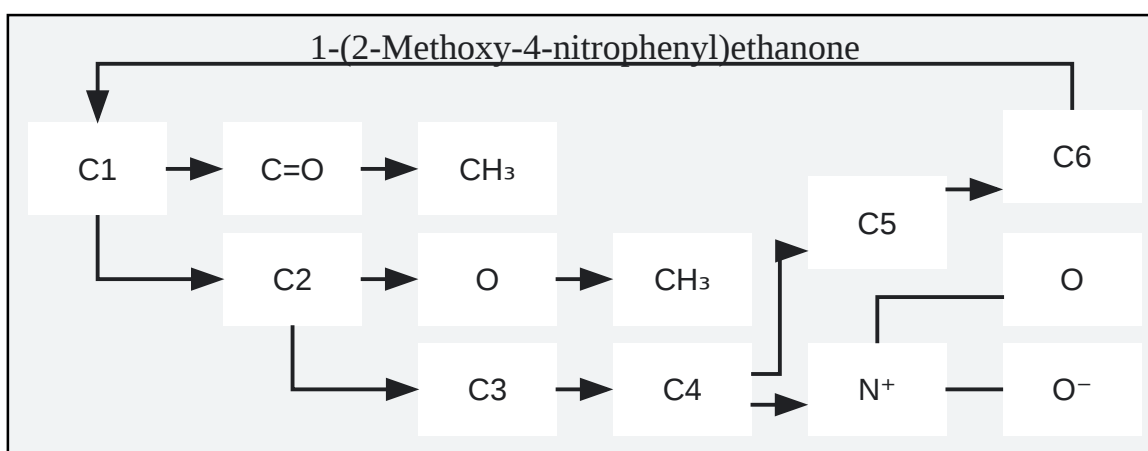 1-(2-Methoxy-4-nitrophenyl)ethanone
C6
C1 C=O CH₃
C5
C2 O CH₃ O
C3 C4 N⁺ O⁻